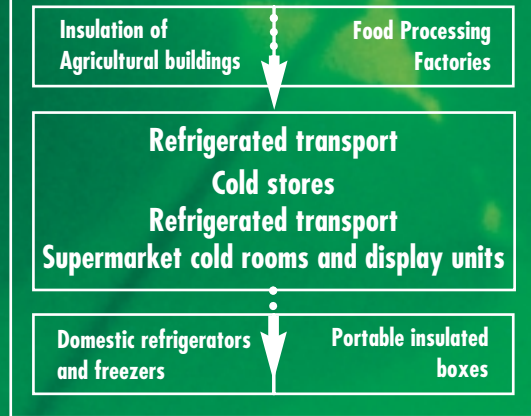 Insulation of
Agricultural buildings
Food Processing
Factories
Refrigerated transport
Cold stores
Refrigerated transport
Supermarket cold rooms and display units
Domestic refrigerators
and freezers
Portable insulated
boxes